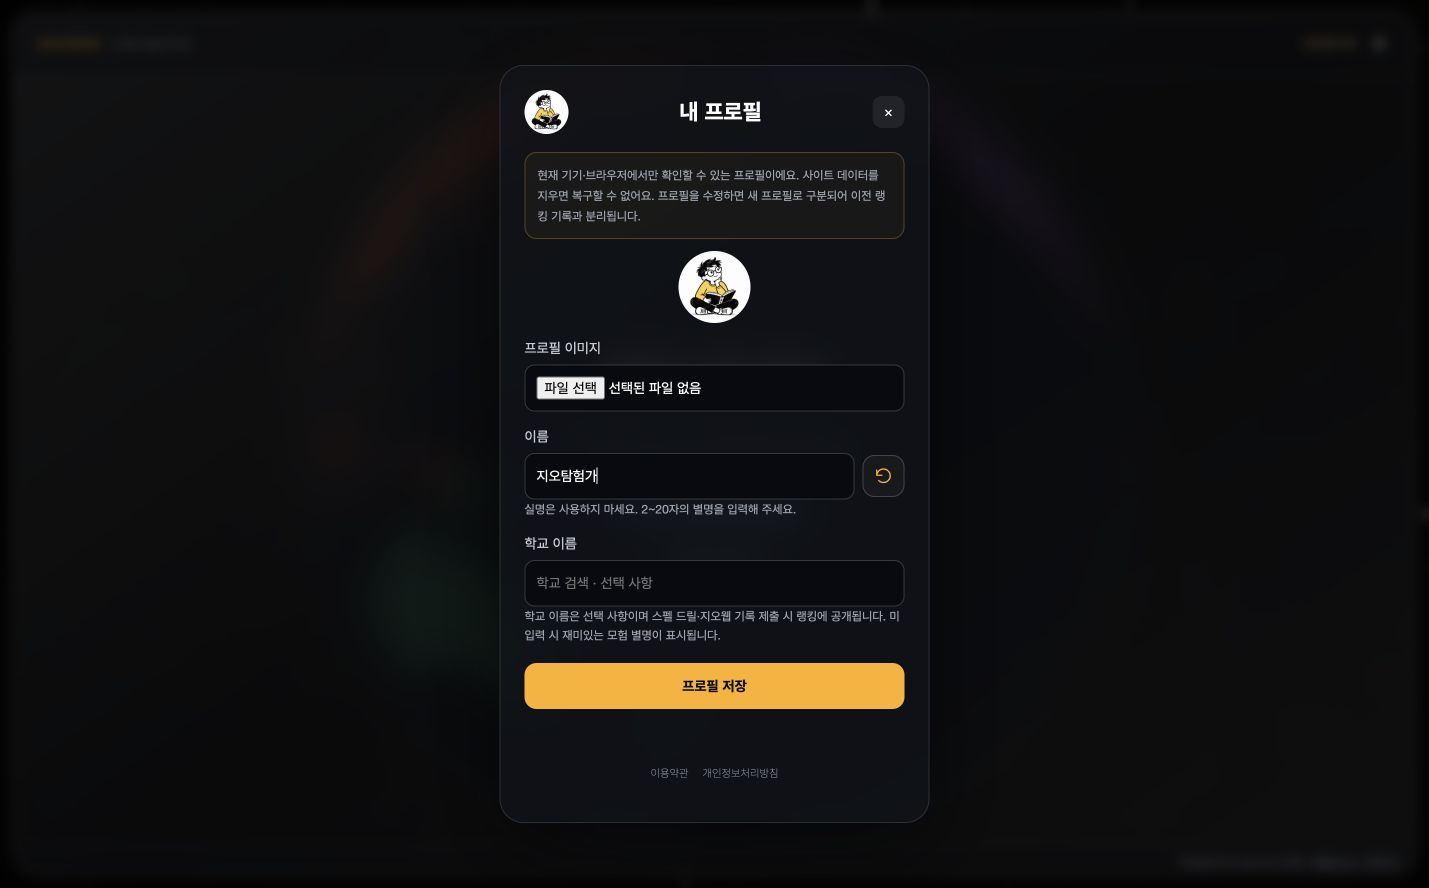 내 프로필
×
현재 기기·브라우저에서만 확인할 수 있는 프로필이에요. 사이트 데이터를
지우면 복구할 수 없어요. 프로필을 수정하면 새 프로필로 구분되어 이전 랭
킹 기록과 분리됩니다.
프로필 이미지
파일 선택 선택된 파일 없음
이름
지오탐험가
실명은 사용하지 마세요. 2~20자의 별명을 입력해 주세요.
학교 이름
학교 검색 · 선택 사항
학교 이름은 선택 사항이며 스펠 드릴·지오웹 기록 제출 시 랭킹에 공개됩니다. 미
입력 시 재미있는 모험 별명이 표시됩니다.
프로필 저장
이용약관 개인정보처리방침